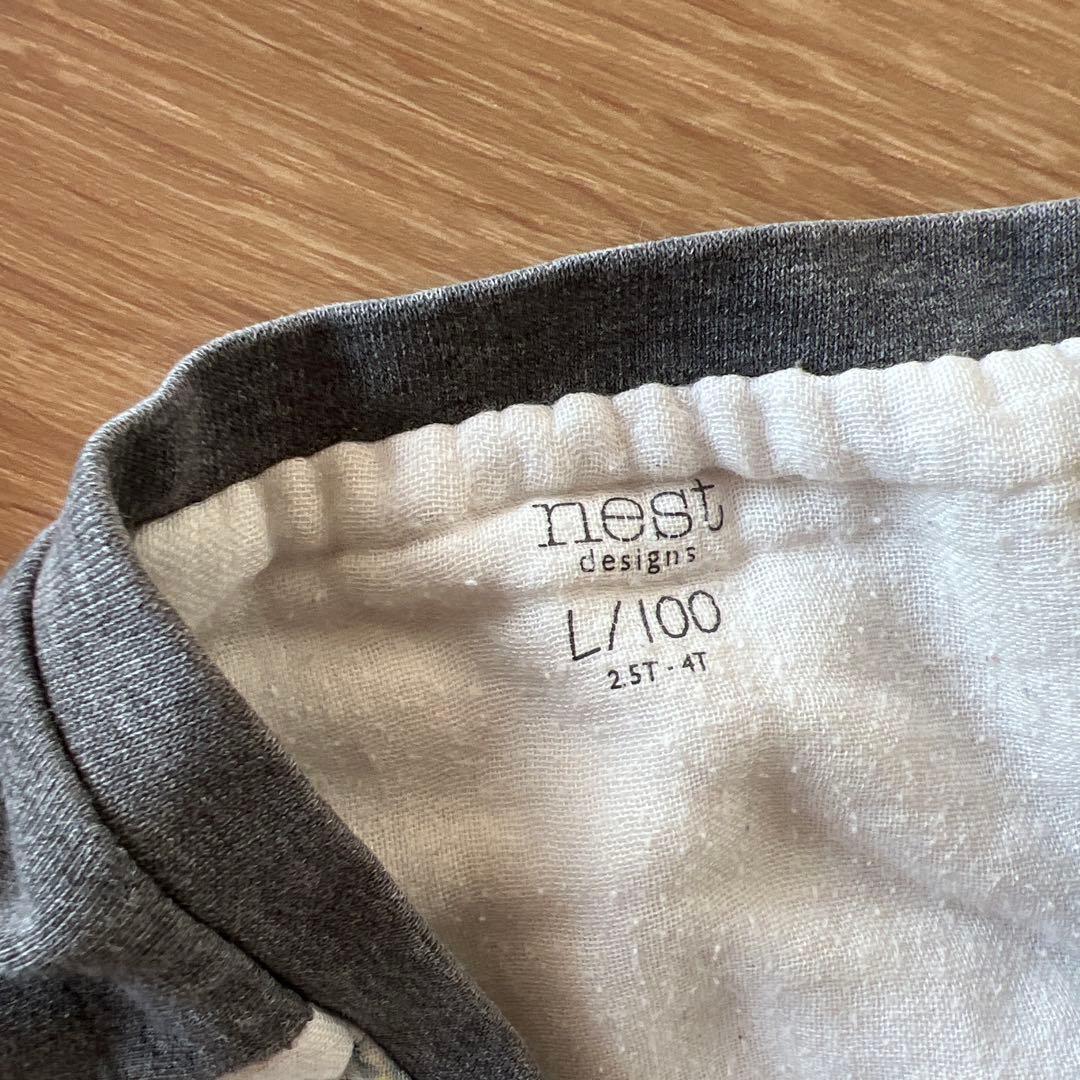 nest
designs
L/100
2.5T - 4T